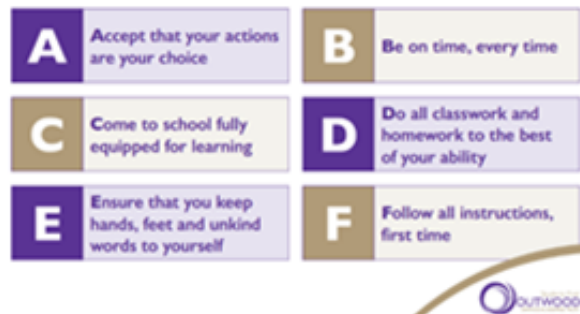 A
Accept that your actions
are your choice
B
Be on time, every time
C
Come to school fully
equipped for learning
D
Do all classwork and
homework to the best
of your ability
E
Ensure that you keep
hands, feet and unkind
words to yourself
F
Follow all instructions,
first time
OUTWOOD